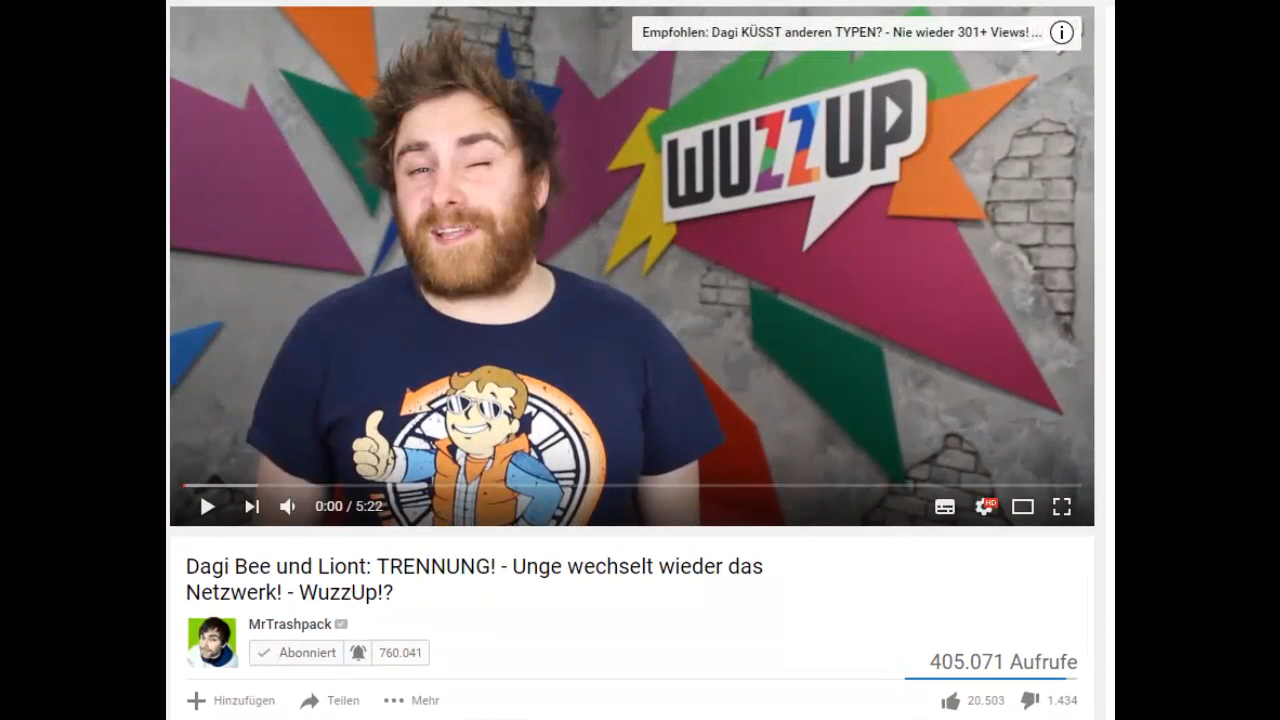 Empfohlen: Dagi KÜSST anderen TYPEN? - Nie wieder 301+ Views! ...
WUZZUP
0:00 / 5:22
HD
Dagi Bee und Liont: TRENNUNG! - Unge wechselt wieder das
Netzwerk! - WuzzUp!?
MrTrashpack
Abonniert 760.041
405.071 Aufrufe
Hinzufügen Teilen Mehr 20.503 1.434